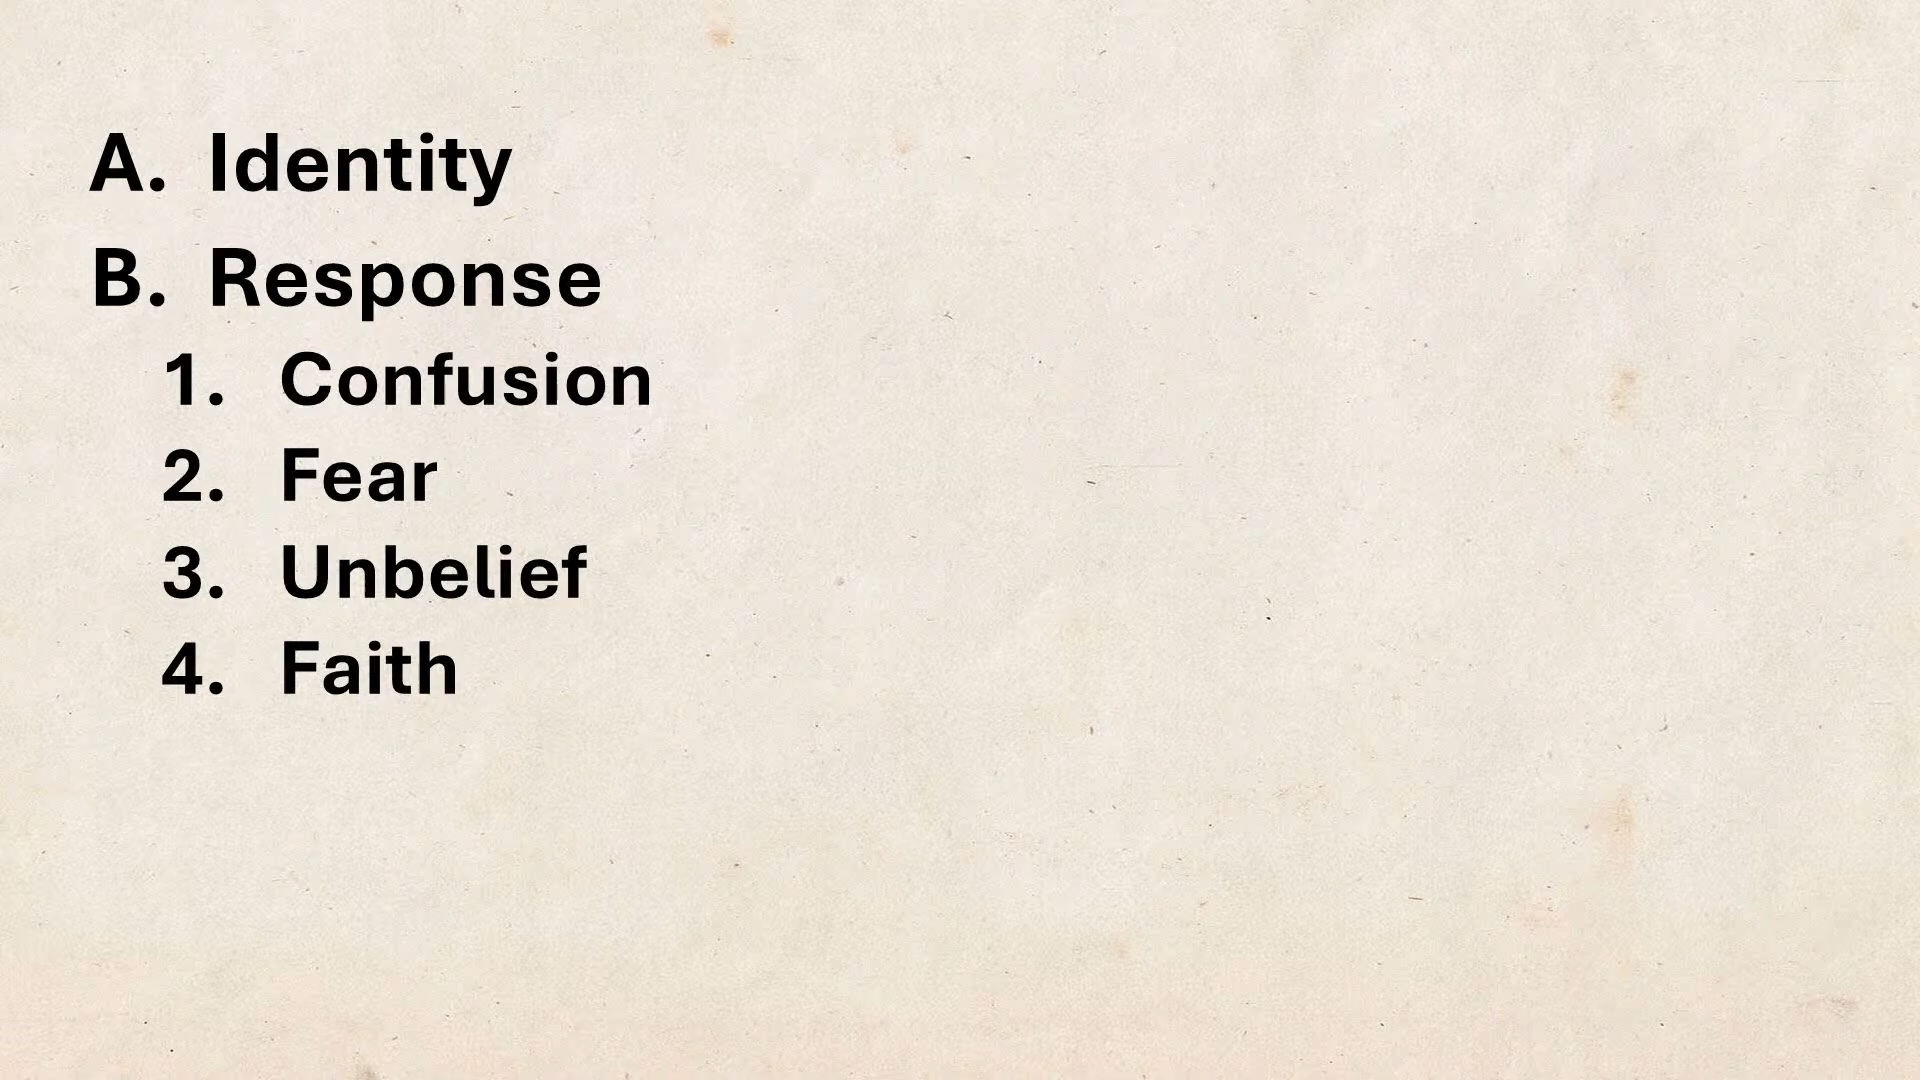 A. Identity
B. Response
1. Confusion
2. Fear
3. Unbelief
4. Faith